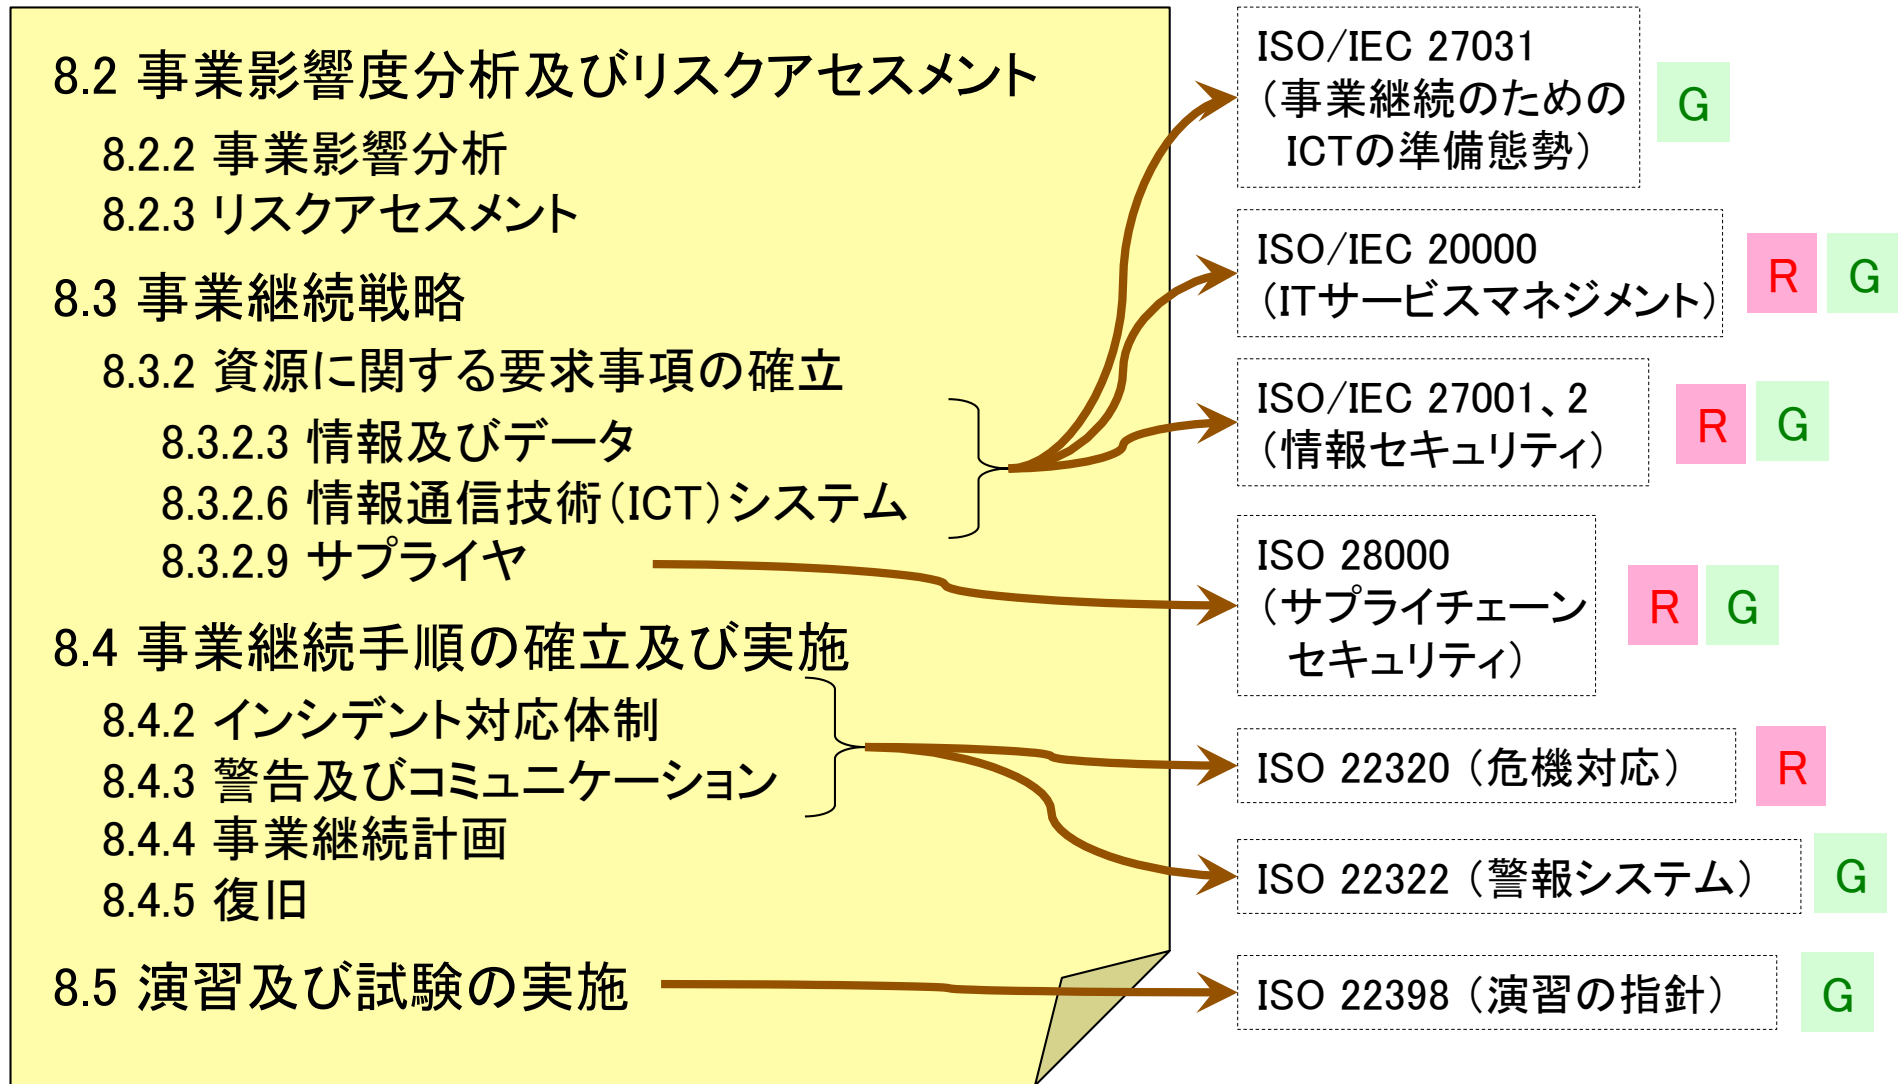 8.2 事業影響度分析及びリスクアセスメント
8.2.2 事業影響分析
8.2.3 リスクアセスメント
8.3 事業継続戦略
8.3.2 資源に関する要求事項の確立
8.3.2.3 情報及びデータ
8.3.2.6 情報通信技術(ICT)システム
8.3.2.9 サプライヤ
8.4 事業継続手順の確立及び実施
8.4.2 インシデント対応体制
8.4.3 警告及びコミュニケーション
8.4.4 事業継続計画
8.4.5 復旧
8.5 演習及び試験の実施
ISO/IEC 27031
（事業継続のための
ICTの準備態勢）
G
ISO/IEC 20000
（ITサービスマネジメント）
R G
ISO/IEC 27001、2
（情報セキュリティ）
R G
ISO 28000
（サプライチェーン
セキュリティ）
R G
ISO 22320（危機対応）
R
ISO 22322（警報システム）
G
ISO 22398（演習の指針）
G